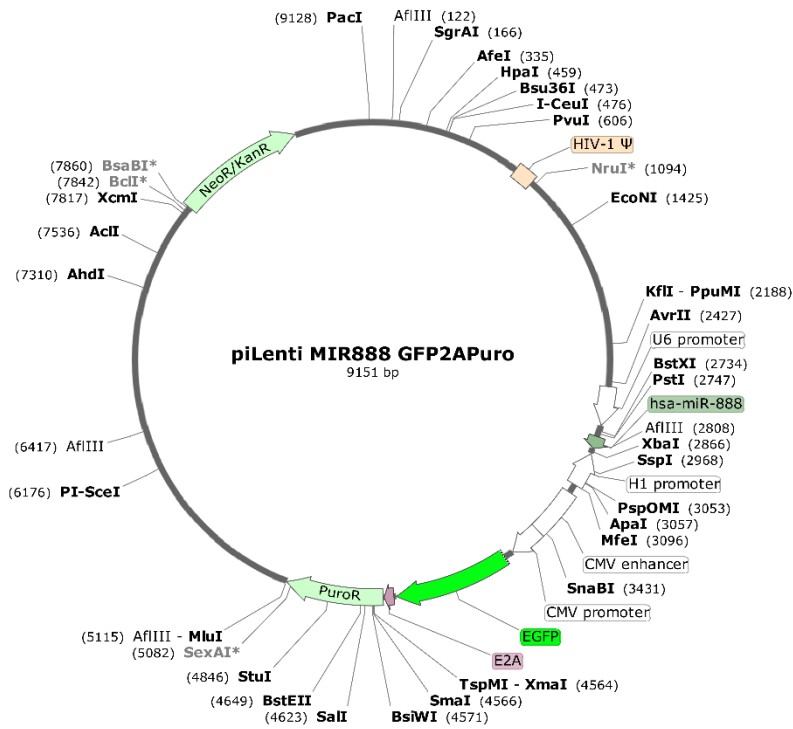 (9128) PacI
AflIII (122)
SgrAI (166)
AfeI (335)
HpaI (459)
Bsu36I (473)
I-CeuI (476)
PvuI (606)
HIV-1 Ψ
NruI* (1094)
EcoNI (1425)
KflI - PpuMI (2188)
AvrII (2427)
U6 promoter
BstXI (2734)
PstI (2747)
hsa-miR-888
AflIII (2808)
XbaI (2866)
SspI (2968)
H1 promoter
PspOMI (3053)
ApaI (3057)
MfeI (3096)
CMV enhancer
SnaBI (3431)
CMV promoter
EGFP
E2A
TspMI - XmaI (4564)
SmaI (4566)
BsiWI (4571)
(4623) SalI
(4649) BstEII
(4846) StuI
(5082) SexAI*
(5115) AflIII - MluI
PuroR
(6176) PI-SceI
(6417) AflIII
(7310) AhdI
(7536) AclI
(7817) XcmI
(7842) BclI*
(7860) BsaBI*
NeoR/KanR
piLenti MIR888 GFP2APuro
9151 bp